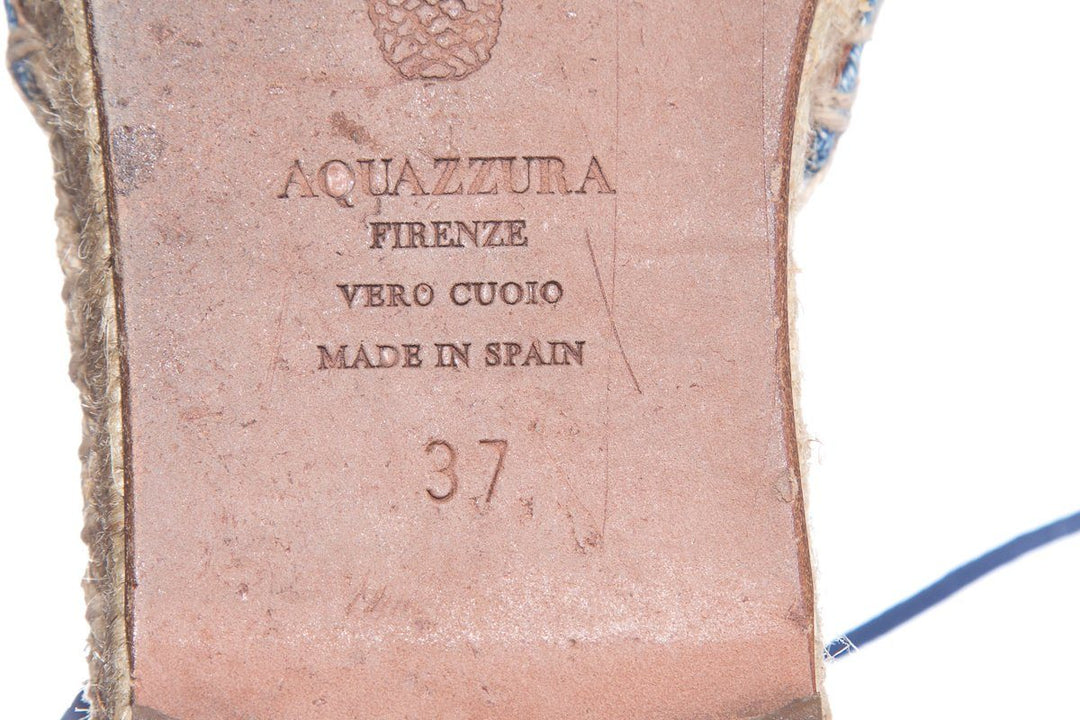 AQUAZZURA
FIRENZE
VERO CUOIO
MADE IN SPAIN
37